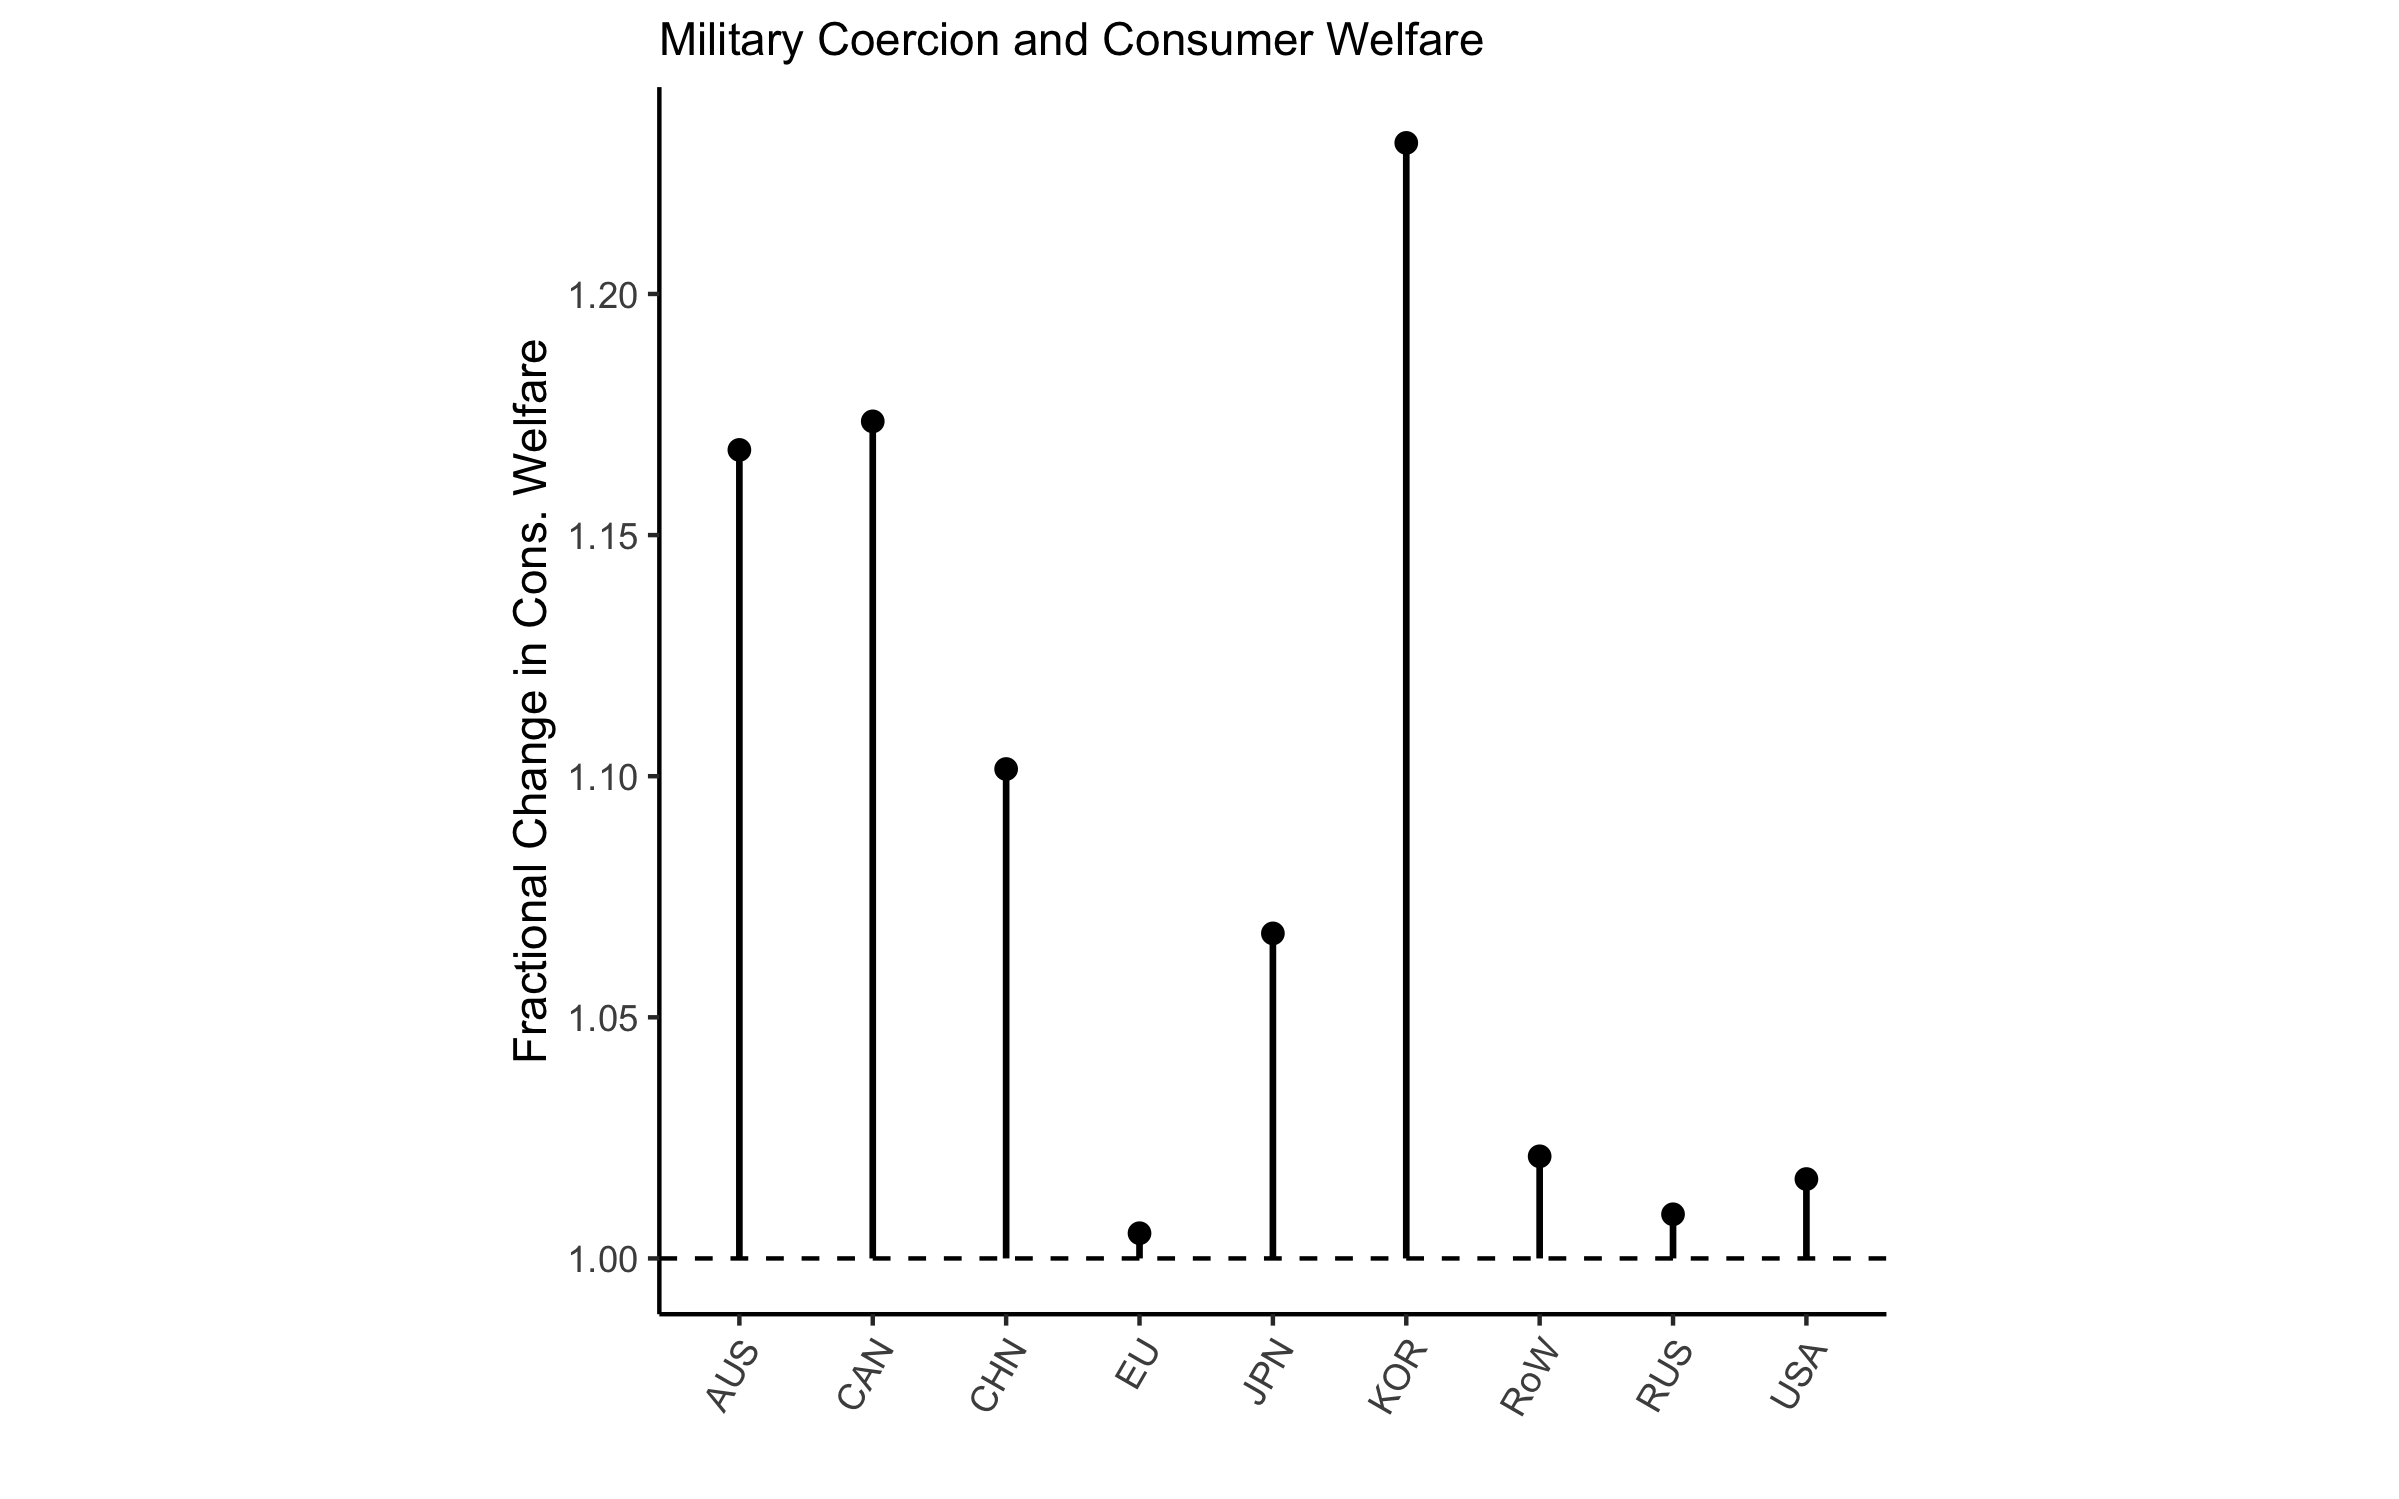 Military Coercion and Consumer Welfare
Fractional Change in Cons. Welfare
1.20
1.15
1.10
1.05
1.00
AUS
CAN
CHN
EU
JPN
KOR
RoW
RUS
USA